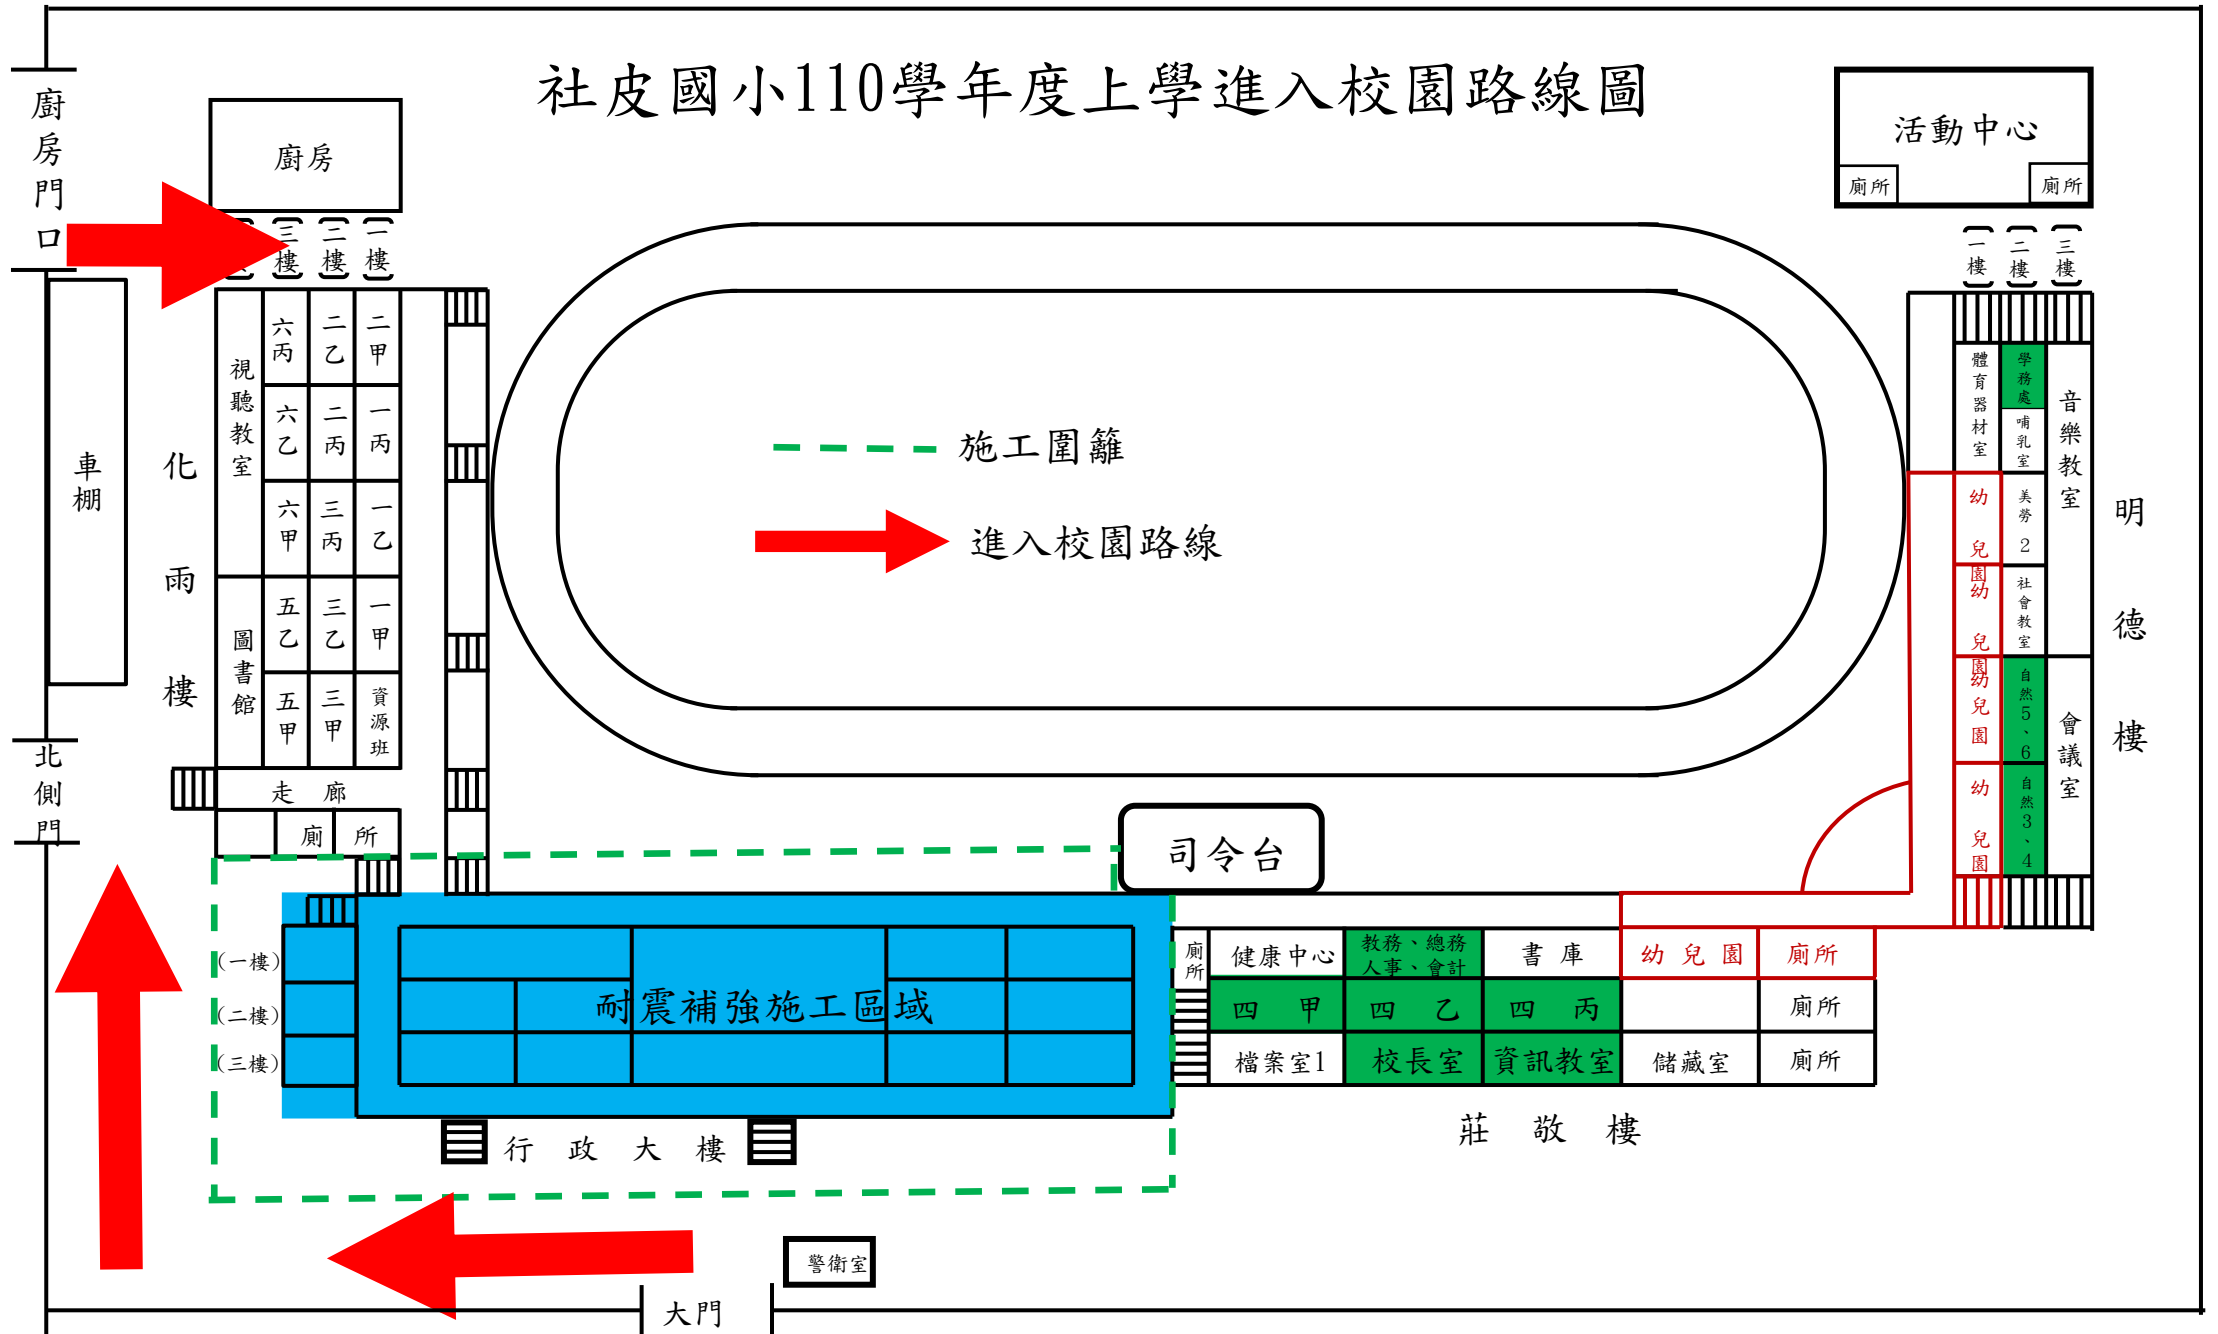 社皮國小110學年度上學進入校園路線圖
廚房門口
廚房
活動中心
廁所
廁所
三樓
二樓
一樓
一樓
二樓
三樓
車棚
化雨樓
視聽教室
圖書館
六丙
二乙
二甲
六乙
二丙
一丙
六甲
三丙
一乙
五乙
三乙
一甲
五甲
三甲
資源班
走廊
廁所
北側門
施工圍籬
進入校園路線
司令台
體育器材室
學務處
哺乳室
音樂教室
幼兒園
美勞2
幼兒園
社會教室
幼兒園
自然5、6
會議室
幼兒園
自然3、4
明德樓
(一樓)
(二樓)
(三樓)
耐震補強施工區域
行政大樓
廁所
健康中心
教務、總務
人事、會計
書庫
幼兒園
廁所
四甲
四乙
四丙
廁所
檔案室1
校長室
資訊教室
儲藏室
廁所
莊敬樓
警衛室
大門